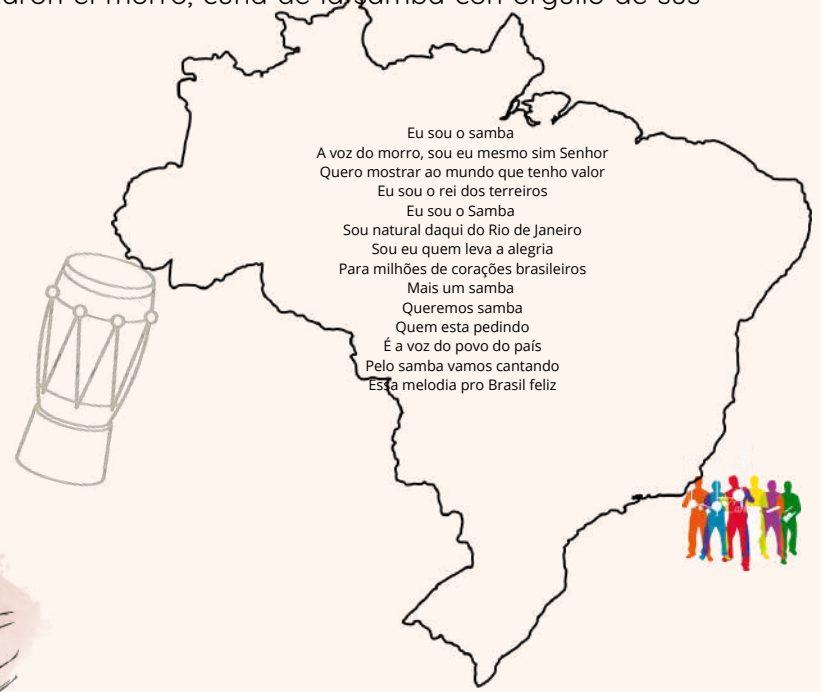 el morro, cuna de la samba con orgullo de sus
Eu sou o samba
A voz do morro, sou eu mesmo sim Senhor
Quero mostrar ao mundo que tenho valor
Eu sou o rei dos terreiros
Eu sou o Samba
Sou natural daqui do Rio de Janeiro
Sou eu quem leva a alegria
Para milhões de corações brasileiros
Mais um samba
Queremos samba
Quem esta pedindo
É a voz do povo do país
Pelo samba vamos cantando
Essa melodia pro Brasil feliz